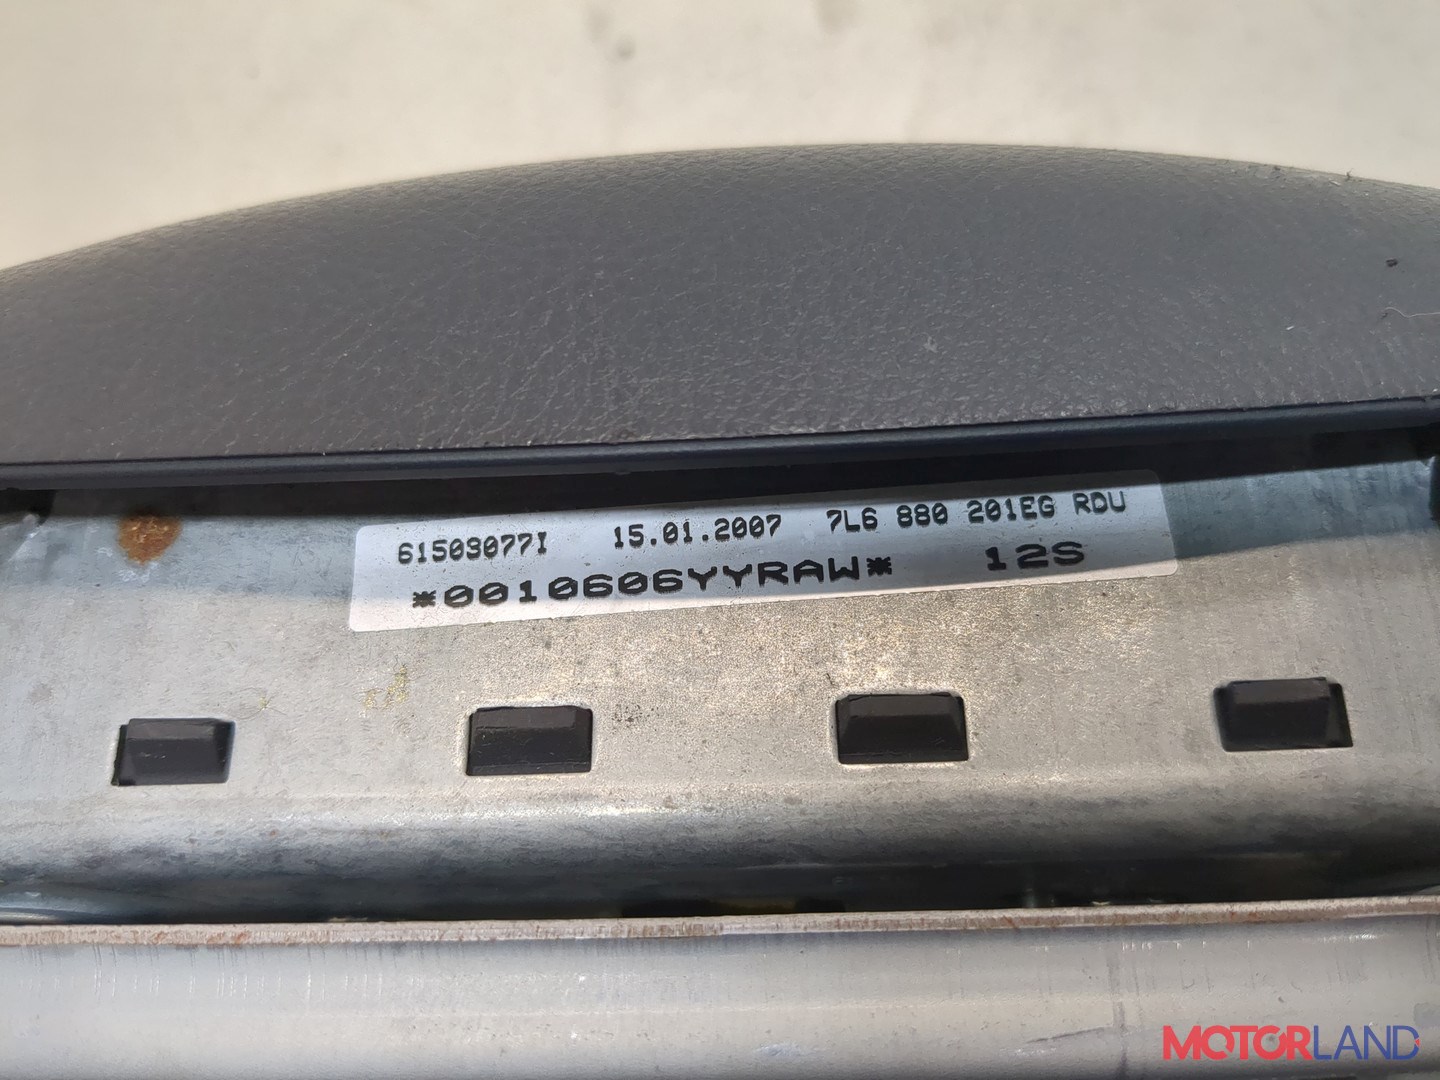 61503077I 15.01.2007 7L6 880 201EG RDU
*0010606YYRAW* 12S
MOTORLAND